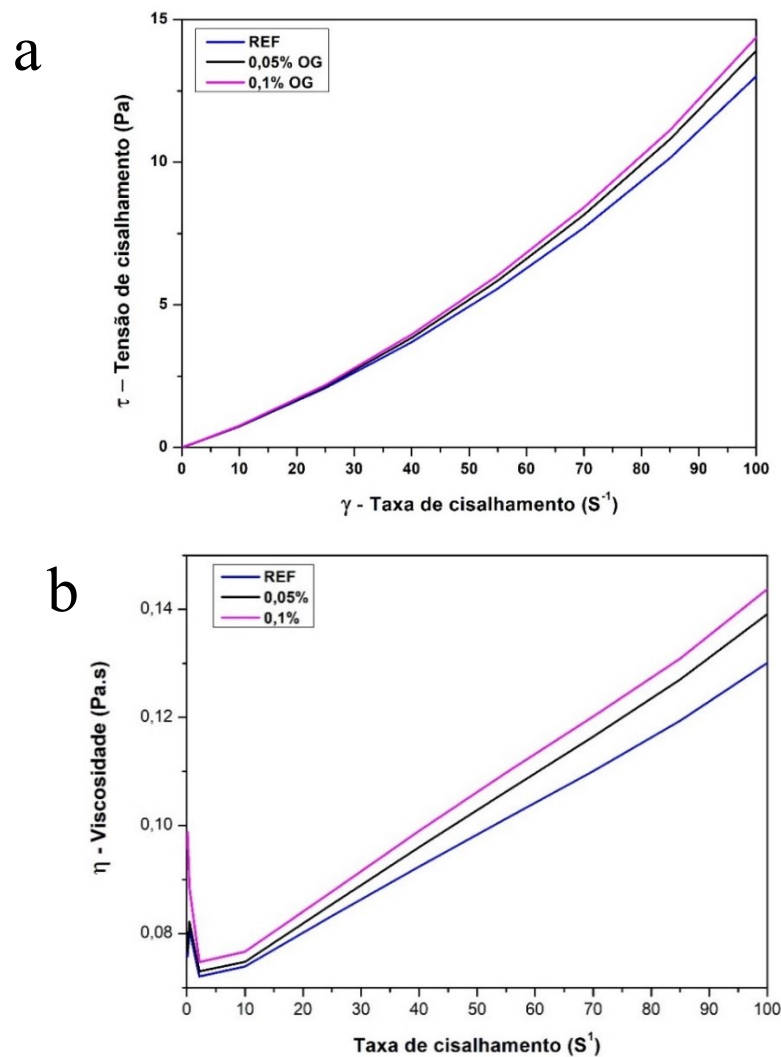 a
15
10
5
0
REF
0,05% OG
0,1% OG
τ – Tensão de cisalhamento (Pa)
0 10 20 30 40 50 60 70 80 90 100
γ - Taxa de cisalhamento (S⁻¹)
b
0,14
0,12
0,10
0,08
REF
0,05%
0,1%
η - Viscosidade (Pa.s)
0 10 20 30 40 50 60 70 80 90 100
Taxa de cisalhamento (S¹)